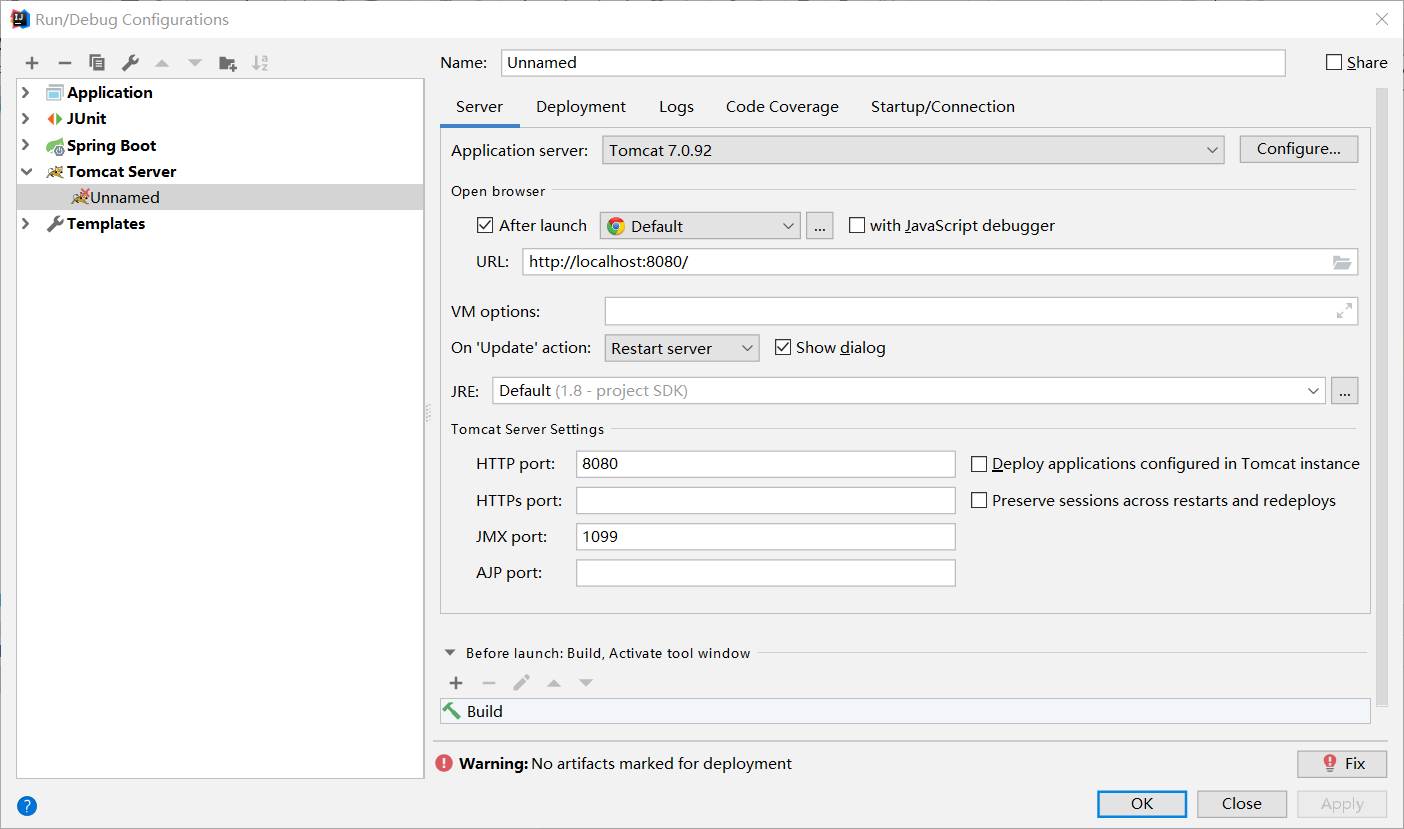 Run/Debug Configurations
Name: Unnamed Share
Application
JUnit
Spring Boot
Tomcat Server
Unnamed
Templates
Server Deployment Logs Code Coverage Startup/Connection
Application server: Tomcat 7.0.92 Configure...
Open browser
After launch Default ... with JavaScript debugger
URL: http://localhost:8080/
VM options:
On 'Update' action: Restart server Show dialog
JRE: Default (1.8 - project SDK) ...
Tomcat Server Settings
HTTP port: 8080 Deploy applications configured in Tomcat instance
HTTPs port: Preserve sessions across restarts and redeploys
JMX port: 1099
AJP port:
Before launch: Build, Activate tool window
Build
Warning: No artifacts marked for deployment Fix
? OK Close Apply